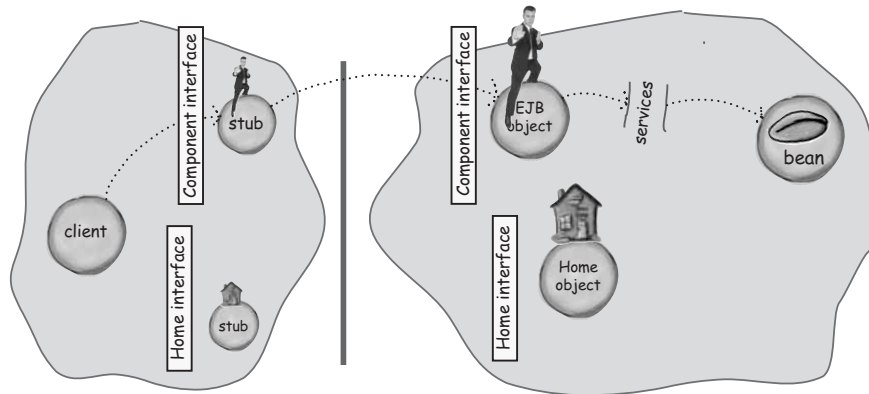 Component interface
stub
client
Home interface
stub
Component interface
EJB
object
services
bean
Home interface
Home
object